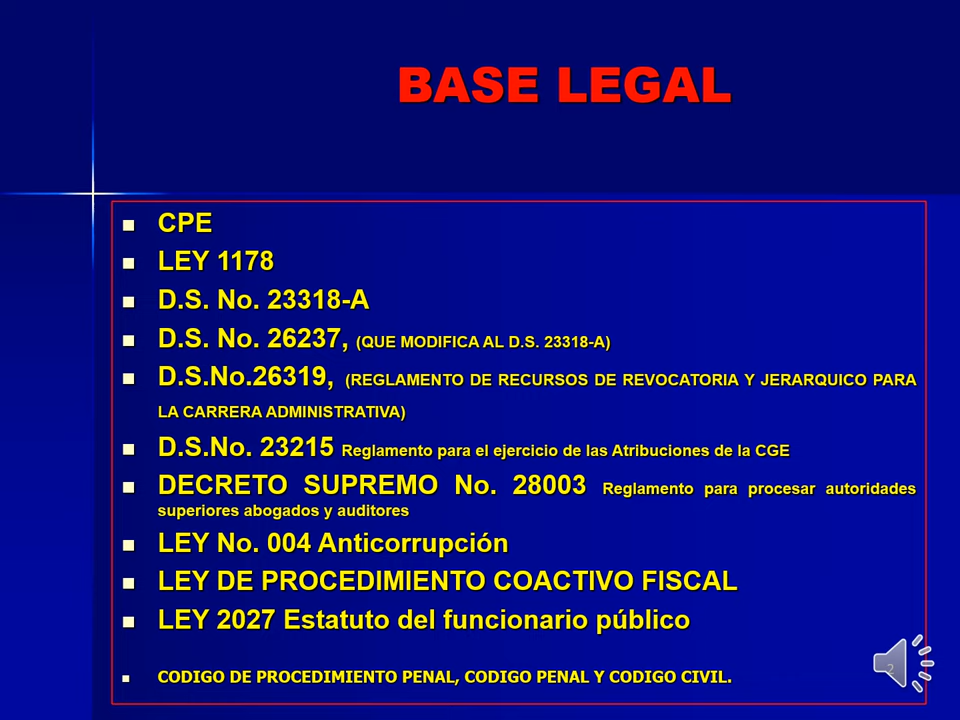 BASE LEGAL
CPE
LEY 1178
D.S. No. 23318-A
D.S. No. 26237, (QUE MODIFICA AL D.S. 23318-A)
D.S.No.26319, (REGLAMENTO DE RECURSOS DE REVOCATORIA Y JERARQUICO PARA
LA CARRERA ADMINISTRATIVA)
D.S.No. 23215 Reglamento para el ejercicio de las Atribuciones de la CGE
DECRETO SUPREMO No. 28003 Reglamento para procesar autoridades
superiores abogados y auditores
LEY No. 004 Anticorrupción
LEY DE PROCEDIMIENTO COACTIVO FISCAL
LEY 2027 Estatuto del funcionario público
CODIGO DE PROCEDIMIENTO PENAL, CODIGO PENAL Y CODIGO CIVIL.
2